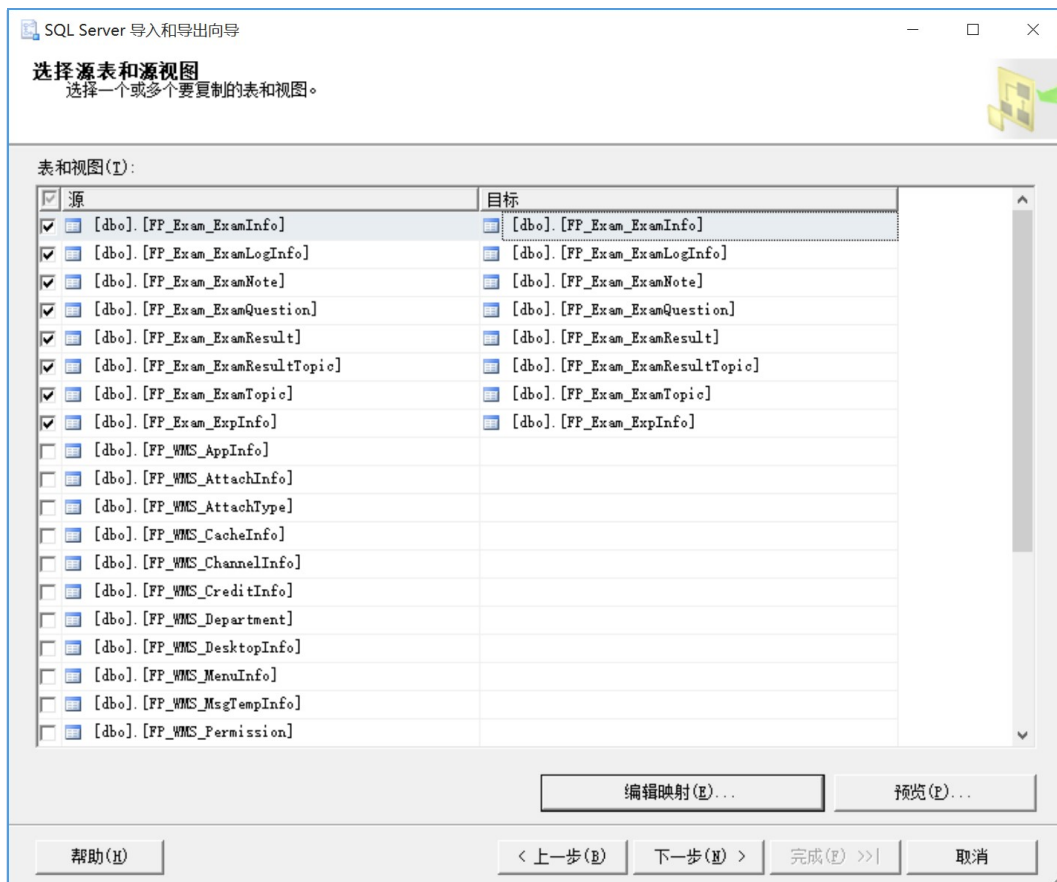 SQL Server 导入和导出向导
选择源表和源视图
选择一个或多个要复制的表和视图。
表和视图(T):
源 目标
[dbo].[FP_Exam_ExamInfo] [dbo].[FP_Exam_ExamInfo]
[dbo].[FP_Exam_ExamLogInfo] [dbo].[FP_Exam_ExamLogInfo]
[dbo].[FP_Exam_ExamNote] [dbo].[FP_Exam_ExamNote]
[dbo].[FP_Exam_ExamQuestion] [dbo].[FP_Exam_ExamQuestion]
[dbo].[FP_Exam_ExamResult] [dbo].[FP_Exam_ExamResult]
[dbo].[FP_Exam_ExamResultTopic] [dbo].[FP_Exam_ExamResultTopic]
[dbo].[FP_Exam_ExamTopic] [dbo].[FP_Exam_ExamTopic]
[dbo].[FP_Exam_ExpInfo] [dbo].[FP_Exam_ExpInfo]
[dbo].[FP_WMS_AppInfo]
[dbo].[FP_WMS_AttachInfo]
[dbo].[FP_WMS_AttachType]
[dbo].[FP_WMS_CacheInfo]
[dbo].[FP_WMS_ChannelInfo]
[dbo].[FP_WMS_CreditInfo]
[dbo].[FP_WMS_Department]
[dbo].[FP_WMS_DesktopInfo]
[dbo].[FP_WMS_MenuInfo]
[dbo].[FP_WMS_MsgTempInfo]
[dbo].[FP_WMS_Permission]
编辑映射(E)... 预览(P)...
帮助(H) < 上一步(B) 下一步(N) > 完成(F) >>| 取消